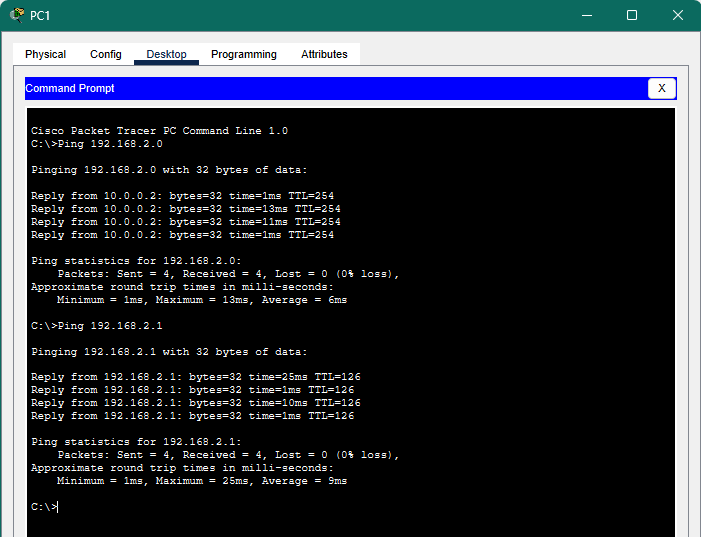 PC1
Physical Config Desktop Programming Attributes
Command Prompt X
Cisco Packet Tracer PC Command Line 1.0
C:\>Ping 192.168.2.0
Pinging 192.168.2.0 with 32 bytes of data:
Reply from 10.0.0.2: bytes=32 time=1ms TTL=254
Reply from 10.0.0.2: bytes=32 time=13ms TTL=254
Reply from 10.0.0.2: bytes=32 time=11ms TTL=254
Reply from 10.0.0.2: bytes=32 time=1ms TTL=254
Ping statistics for 192.168.2.0:
Packets: Sent = 4, Received = 4, Lost = 0 (0% loss),
Approximate round trip times in milli-seconds:
Minimum = 1ms, Maximum = 13ms, Average = 6ms
C:\>Ping 192.168.2.1
Pinging 192.168.2.1 with 32 bytes of data:
Reply from 192.168.2.1: bytes=32 time=25ms TTL=126
Reply from 192.168.2.1: bytes=32 time=1ms TTL=126
Reply from 192.168.2.1: bytes=32 time=10ms TTL=126
Reply from 192.168.2.1: bytes=32 time=1ms TTL=126
Ping statistics for 192.168.2.1:
Packets: Sent = 4, Received = 4, Lost = 0 (0% loss),
Approximate round trip times in milli-seconds:
Minimum = 1ms, Maximum = 25ms, Average = 9ms
C:\>